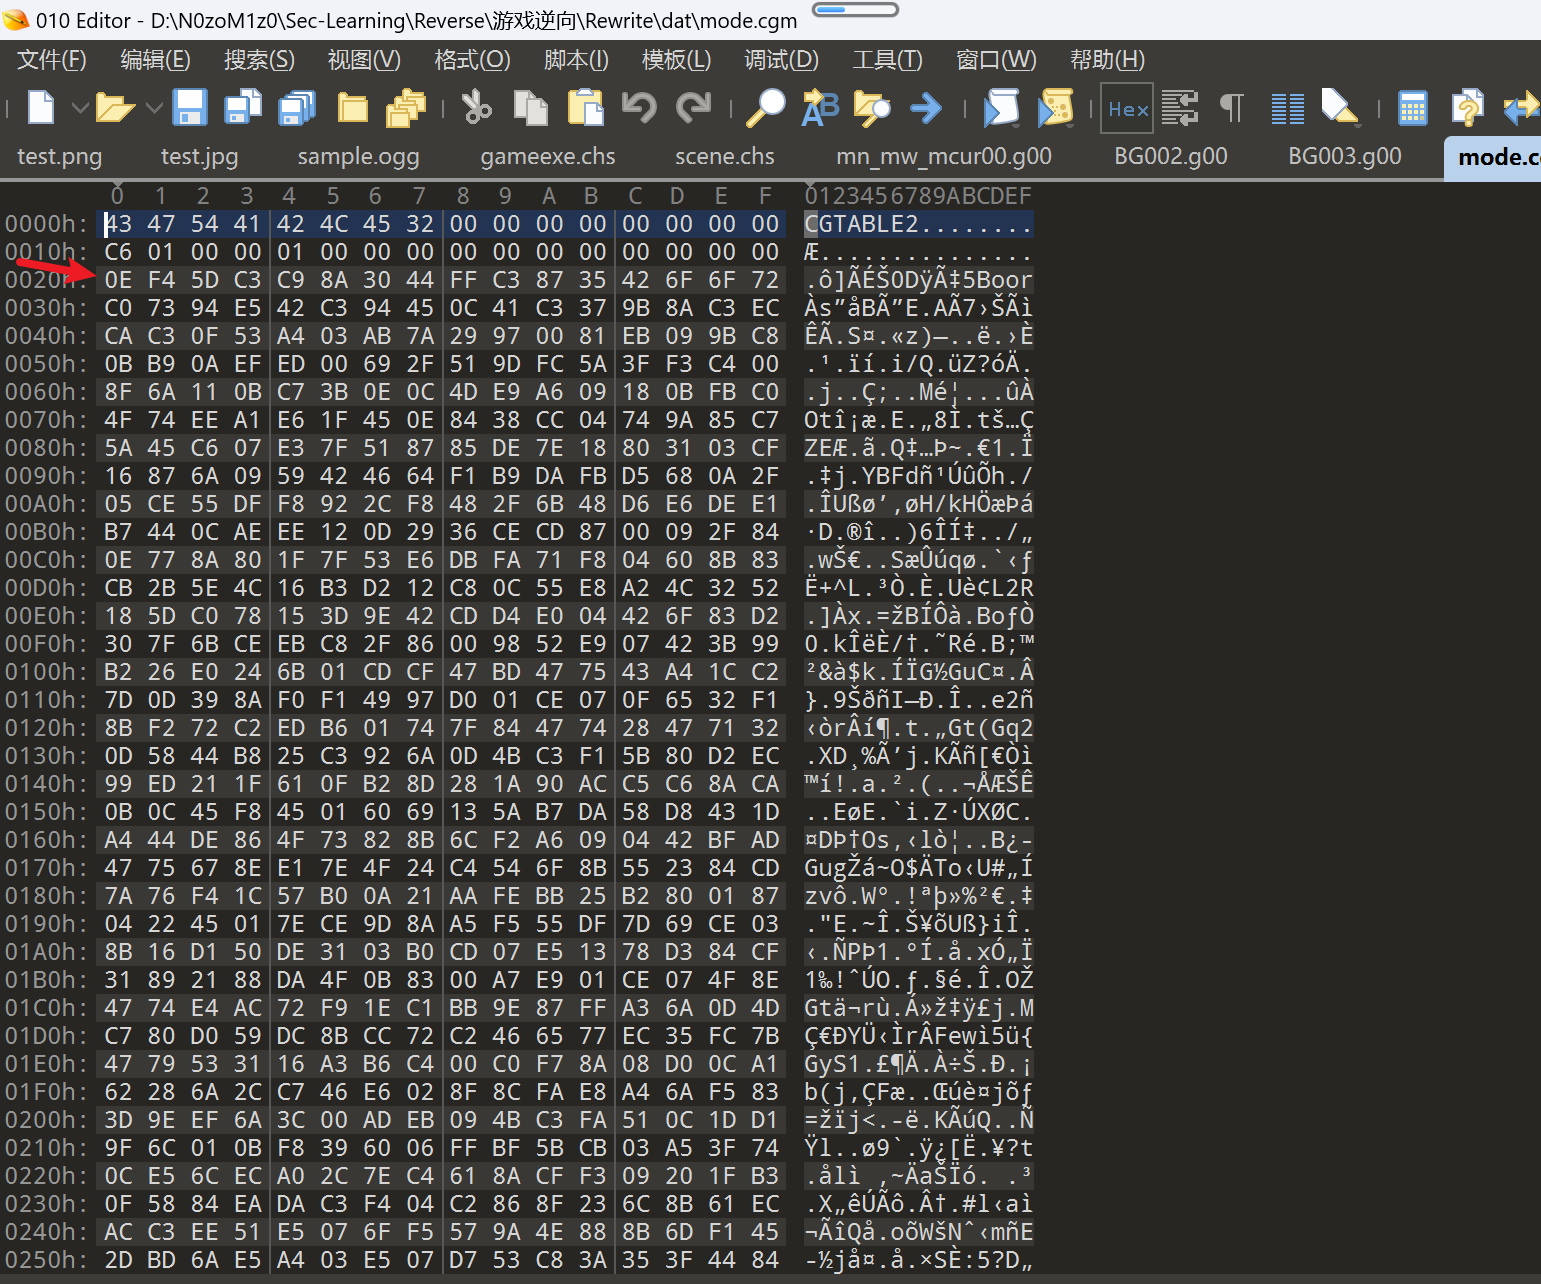 010 Editor - D:\N0zoM1z0\Sec-Learning\Reverse\游戏逆向\Rewrite\dat\mode.cgm
文件(F) 编辑(E) 搜索(S) 视图(V) 格式(O) 脚本(I) 模板(L) 调试(D) 工具(T) 窗口(W) 帮助(H)
Hex
test.png test.jpg sample.ogg gameexe.chs scene.chs mn_mw_mcur00.g00 BG002.g00 BG003.g00 mode.c
0 1 2 3 4 5 6 7 8 9 A B C D E F 0123456789ABCDEF
0000h: 43 47 54 41 42 4C 45 32 00 00 00 00 00 00 00 00 CGTABLE2........
0010h: C6 01 00 00 01 00 00 00 00 00 00 00 00 00 00 00 Æ...............
0020h: 0E F4 5D C3 C9 8A 30 44 FF C3 87 35 42 6F 6F 72 .ô]ÃÉŠ0DÿÃ‡5Boor
0030h: C0 73 94 E5 42 C3 94 45 0C 41 C3 37 9B 8A C3 EC Às”åBÃ”E.AÃ7›ŠÃì
0040h: CA C3 0F 53 A4 03 AB 7A 29 97 00 81 EB 09 9B C8 ÊÃ.S¤.«z)—..ë.›È
0050h: 0B B9 0A EF ED 00 69 2F 51 9D FC 5A 3F F3 C4 00 .¹.ïí.i/Q.üZ?óÄ.
0060h: 8F 6A 11 0B C7 3B 0E 0C 4D E9 A6 09 18 0B FB C0 .j..Ç;..Mé¦...ûÀ
0070h: 4F 74 EE A1 E6 1F 45 0E 84 38 CC 04 74 9A 85 C7 Otî¡æ.E.„8Ì.tš…Ç
0080h: 5A 45 C6 07 E3 7F 51 87 85 DE 7E 18 80 31 03 CF ZEÆ.ã.Q‡…Þ~.€1.Ï
0090h: 16 87 6A 09 59 42 46 64 F1 B9 DA FB D5 68 0A 2F .‡j.YBFdñ¹ÚûÕh./
00A0h: 05 CE 55 DF F8 92 2C F8 48 2F 6B 48 D6 E6 DE E1 .ÎUßø’,øH/kHÖæÞá
00B0h: B7 44 0C AE EE 12 0D 29 36 CE CD 87 00 09 2F 84 ·D.®î..)6ÎÍ‡../„
00C0h: 0E 77 8A 80 1F 7F 53 E6 DB FA 71 F8 04 60 8B 83 .wŠ€..SæÛúqø.`‹ƒ
00D0h: CB 2B 5E 4C 16 B3 D2 12 C8 0C 55 E8 A2 4C 32 52 Ë+^L.³Ò.È.Uè¢L2R
00E0h: 18 5D C0 78 15 3D 9E 42 CD D4 E0 04 42 6F 83 D2 .]Àx.=žBÍÔà.BoƒÒ
00F0h: 30 7F 6B CE EB C8 2F 86 00 98 52 E9 07 42 3B 99 0.kÎëÈ/†.˜Ré.B;™
0100h: B2 26 E0 24 6B 01 CD CF 47 BD 47 75 43 A4 1C C2 ²&à$k.ÍÏG½GuC¤.Â
0110h: 7D 0D 39 8A F0 F1 49 97 D0 01 CE 07 0F 65 32 F1 }.9ŠðñI—Ð.Î..e2ñ
0120h: 8B F2 72 C2 ED B6 01 74 7F 84 47 74 28 47 71 32 ‹òrÂí¶.t.„Gt(Gq2
0130h: 0D 58 44 B8 25 C3 92 6A 0D 4B C3 F1 5B 80 D2 EC .XD¸%Ã’j.KÃñ[€Òì
0140h: 99 ED 21 1F 61 0F B2 8D 28 1A 90 AC C5 C6 8A CA ™í!.a.².(..¬ÅÆŠÊ
0150h: 0B 0C 45 F8 45 01 60 69 13 5A B7 DA 58 D8 43 1D ..EøE.`i.Z·ÚXØC.
0160h: A4 44 DE 86 4F 73 82 8B 6C F2 A6 09 04 42 BF AD ¤DÞ†Os‚‹lò¦..B¿-
0170h: 47 75 67 8E E1 7E 4F 24 C4 54 6F 8B 55 23 84 CD GugŽá~O$ÄTo‹U#„Í
0180h: 7A 76 F4 1C 57 B0 0A 21 AA FE BB 25 B2 80 01 87 zvô.W°.!ªþ»%²€.‡
0190h: 04 22 45 01 7E CE 9D 8A A5 F5 55 DF 7D 69 CE 03 ."E.~Î.Š¥õUß}iÎ.
01A0h: 8B 16 D1 50 DE 31 03 B0 CD 07 E5 13 78 D3 84 CF ‹.ÑPÞ1.°Í.å.xÓ„Ï
01B0h: 31 89 21 88 DA 4F 0B 83 00 A7 E9 01 CE 07 4F 8E 1‰!ˆÚO.ƒ.§é.Î.OŽ
01C0h: 47 74 E4 AC 72 F9 1E C1 BB 9E 87 FF A3 6A 0D 4D Gtä¬rù.Á»ž‡ÿ£j.M
01D0h: C7 80 D0 59 DC 8B CC 72 C2 46 65 77 EC 35 FC 7B Ç€ÐYÜ‹ÌrÂFewì5ü{
01E0h: 47 79 53 31 16 A3 B6 C4 00 C0 F7 8A 08 D0 0C A1 GyS1.£¶Ä.À÷Š.Ð.¡
01F0h: 62 28 6A 2C C7 46 E6 02 8F 8C FA E8 A4 6A F5 83 b(j,ÇFæ..Œúè¤jõƒ
0200h: 3D 9E EF 6A 3C 00 AD EB 09 4B C3 FA 51 0C 1D D1 =žïj<.-ë.KÃúQ..Ñ
0210h: 9F 6C 01 0B F8 39 60 06 FF BF 5B CB 03 A5 3F 74 Ÿl..ø9`.ÿ¿[Ë.¥?t
0220h: 0C E5 6C EC A0 2C 7E C4 61 8A CF F3 09 20 1F B3 .ålì ,~ÄaŠÏó. .³
0230h: 0F 58 84 EA DA C3 F4 04 C2 86 8F 23 6C 8B 61 EC .X„êÚÃô.Â†.#l‹aì
0240h: AC C3 EE 51 E5 07 6F F5 57 9A 4E 88 8B 6D F1 45 ¬ÃîQå.oõWšNˆ‹mñE
0250h: 2D BD 6A E5 A4 03 E5 07 D7 53 C8 3A 35 3F 44 84 -½jå¤.å.×SÈ:5?D„